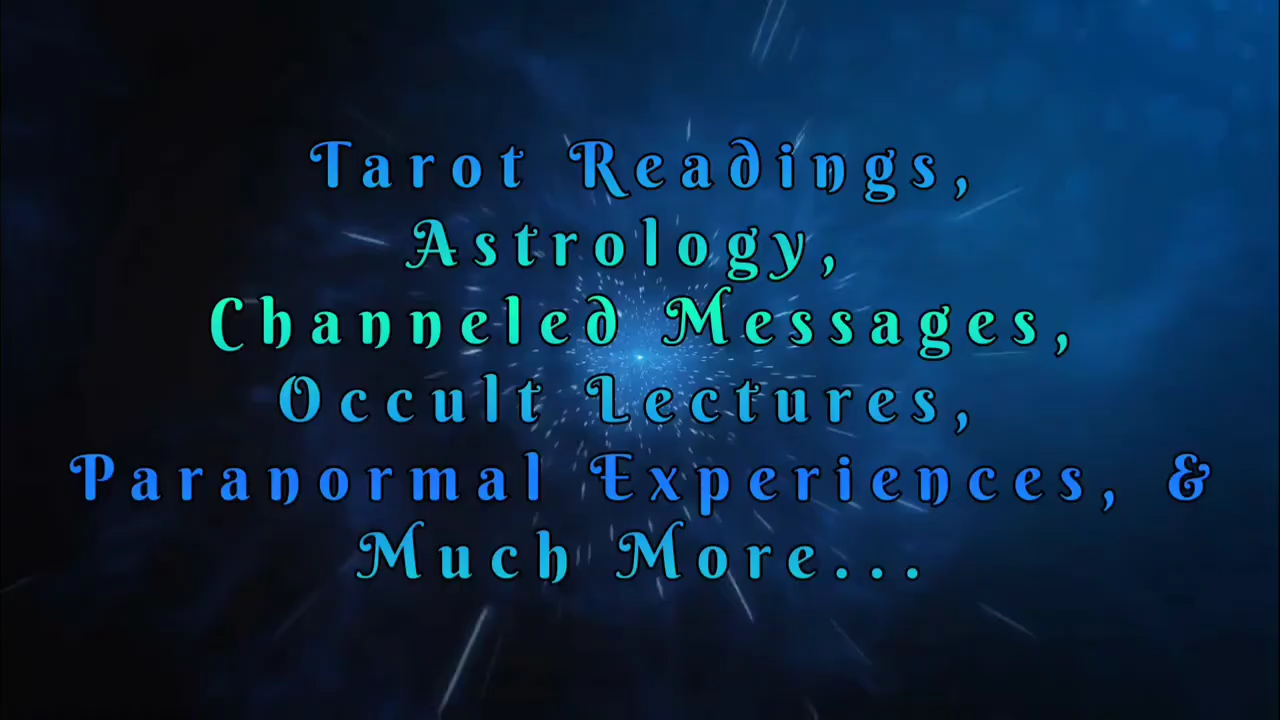 Tarot Readings,
Astrology,
Channeled Messages,
Occult Lectures,
Paranormal Experiences, &
Much More...